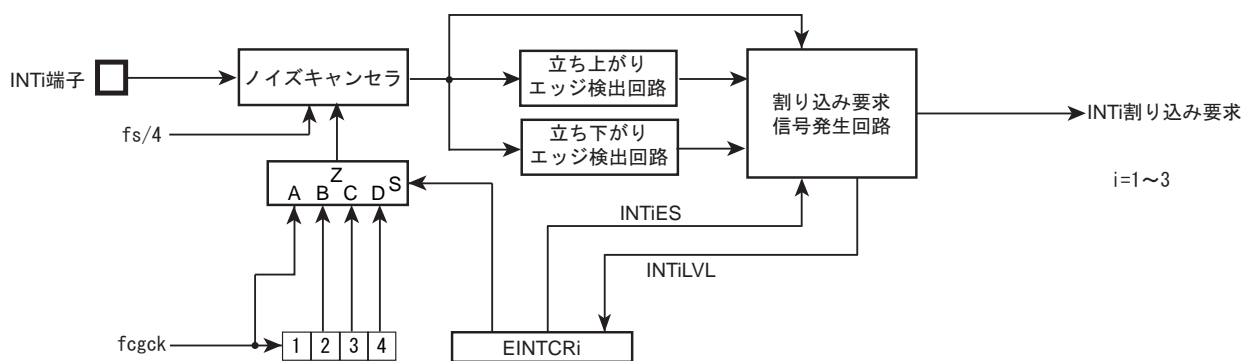 INTi端子
ノイズキャンセラ
立ち上がり
エッジ検出回路
割り込み要求
信号発生回路
INTi割り込み要求
fs/4
立ち下がり
エッジ検出回路
Z
A B C D S
i=1～3
INTiES
INTiLVL
fcgck
1 2 3 4
EINTCRi